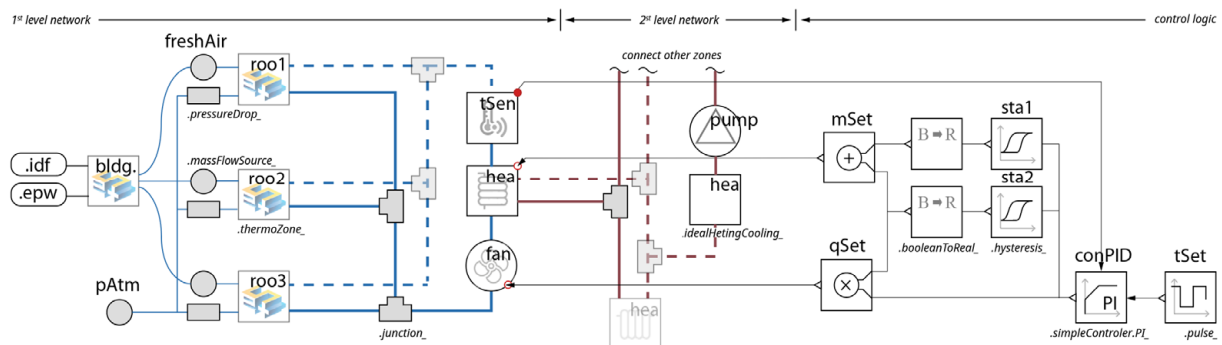 1st level network
2nd level network
control logic
freshAir
connect other zones
roo1
tSen
pump
mSet
sta1
.pressureDrop_
B ➡ R
.idf
.epw
bldg.
.massFlowSource_
roo2
hea
hea
sta2
B ➡ R
.thermoZone_
.idealHetingCooling_
.booleanToReal_
.hysteresis_
fan
qSet
conPID
tSet
pAtm
roo3
hea
PI
.junction_
.simpleControler.PI_
.pulse_